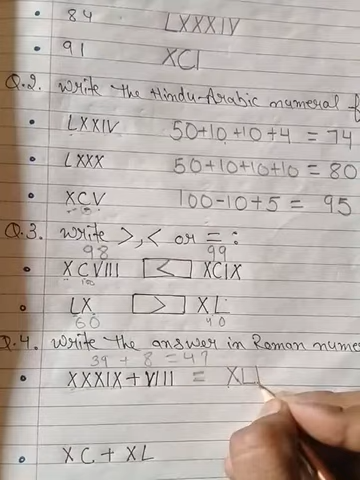 • 84 LXXXIV
• 91 XCI
Q.2. Write the Hindu-Arabic numeral f
• LXXIV 50+10+10+4 = 74
• LXXX 50+10+10+10 = 80
• XCV 100-10+5 = 95
Q.3. Write >,< or = :
98 99
• XCVIII < XCIX
100
• LX > XL
60 40
Q.4. Write the answer in Roman nume
39 + 8 = 47
• XXXIX + VIII = XLI
• XC + XL